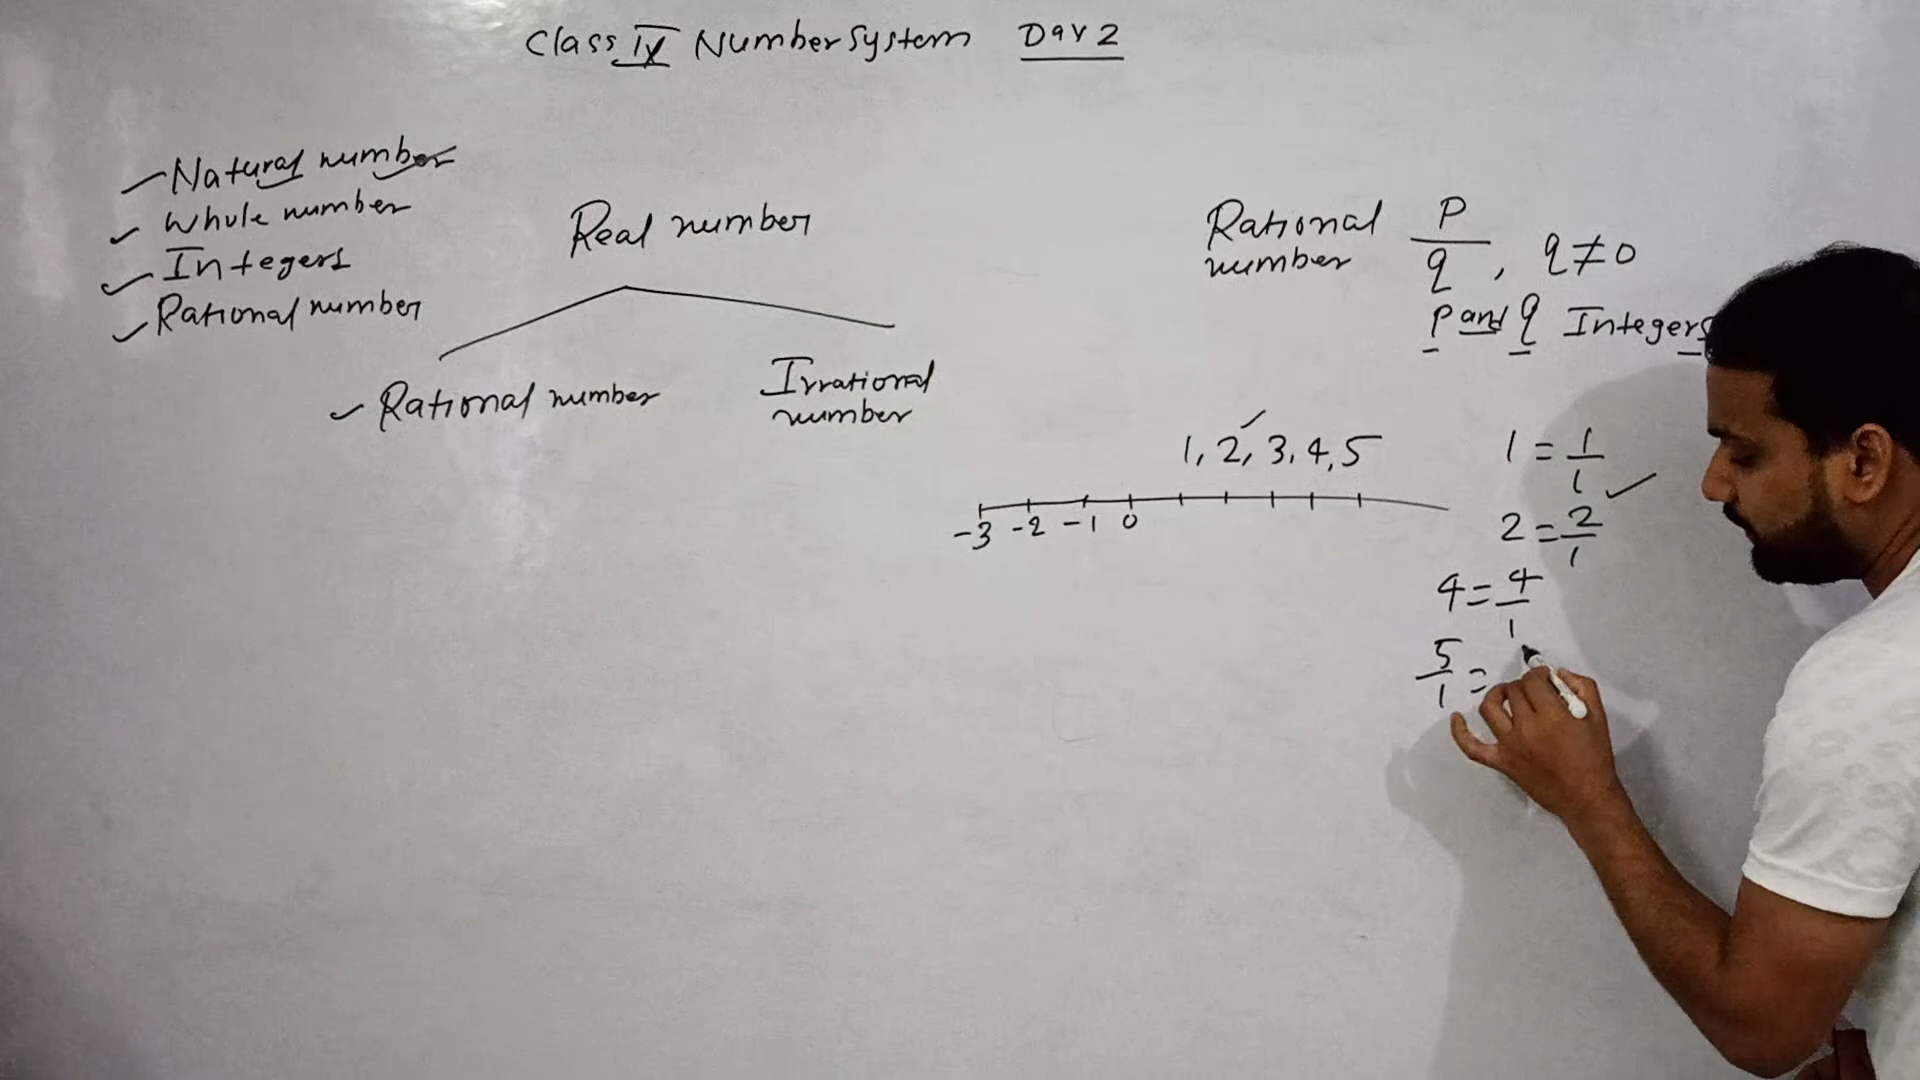 Class IX Number System Day 2
Natural number
Whole number
Integers
Rational number
Real number
Rational number
Irrational
number
Rational
number
P/q, q≠0
P and q Integers
1, 2, 3, 4, 5
-3 -2 -1 0
1 = 1/1
2 = 2/1
4 = 4/1
5/1 =